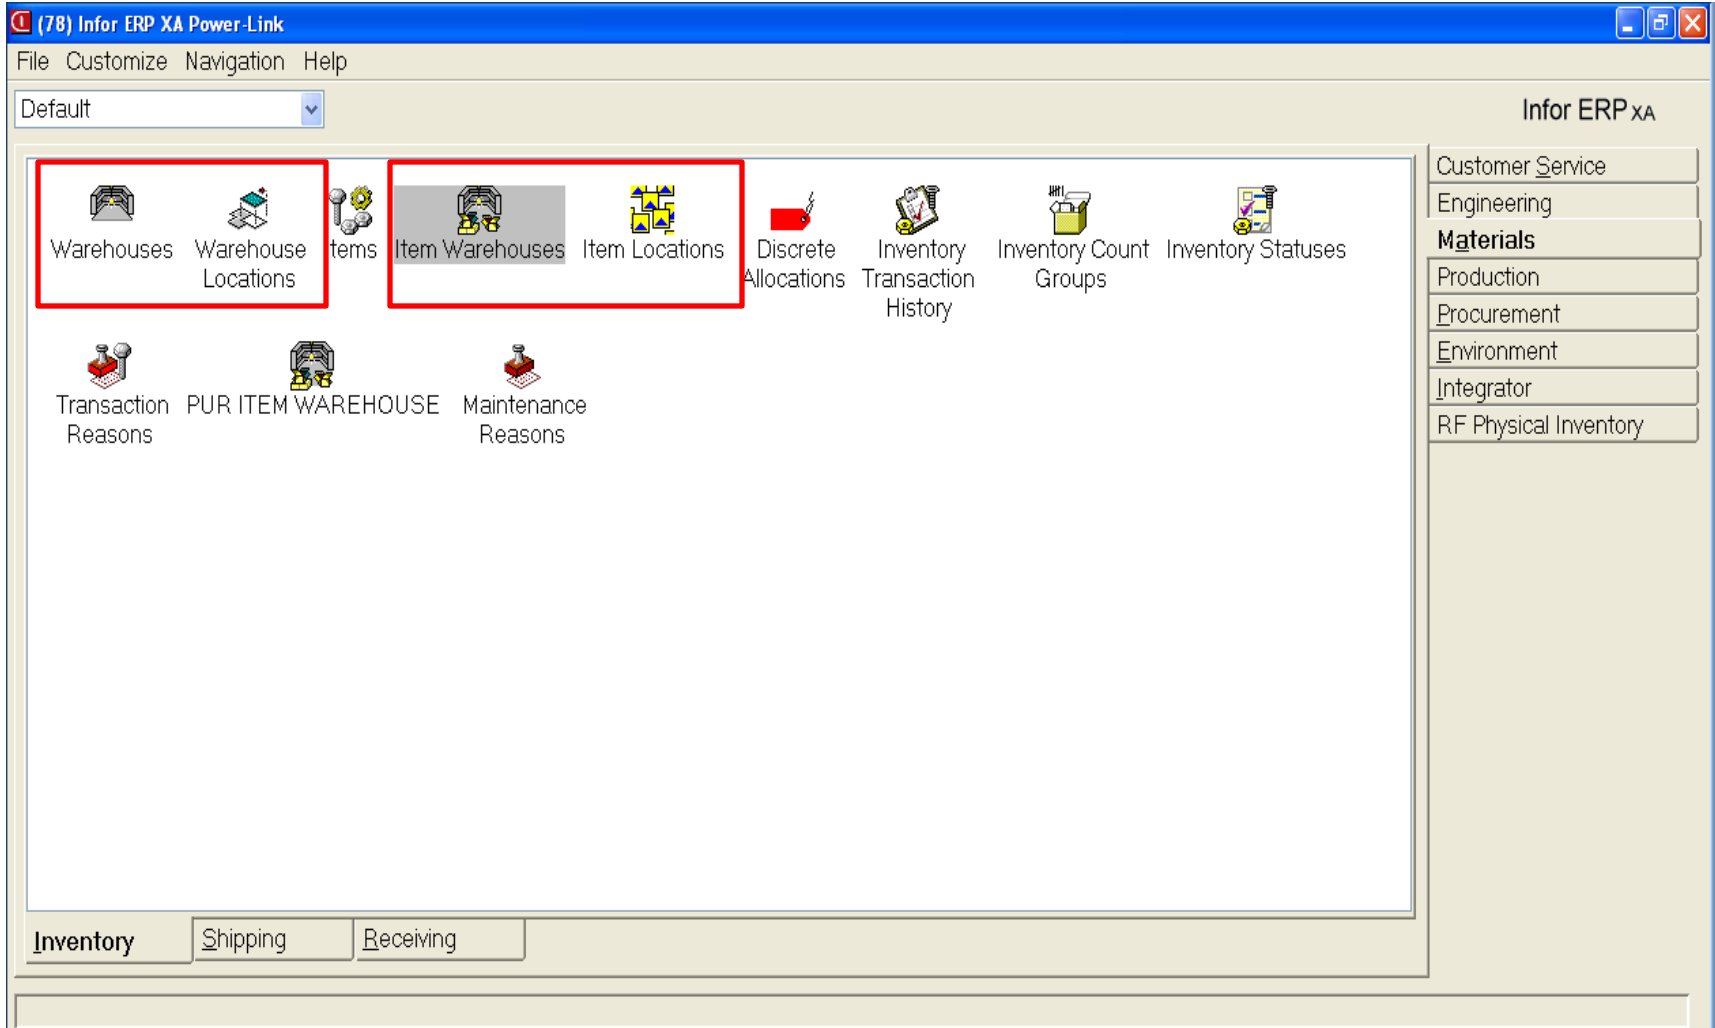 (78) Infor ERP XA Power-Link
File Customize Navigation Help
Default
Infor ERP XA
Warehouses Warehouse tems Item Warehouses Item Locations Discrete Inventory Inventory Count Inventory Statuses
Locations Allocations Transaction Groups
History
Transaction PUR ITEM WAREHOUSE Maintenance
Reasons Reasons
Customer Service
Engineering
Materials
Production
Procurement
Environment
Integrator
RF Physical Inventory
Inventory Shipping Receiving